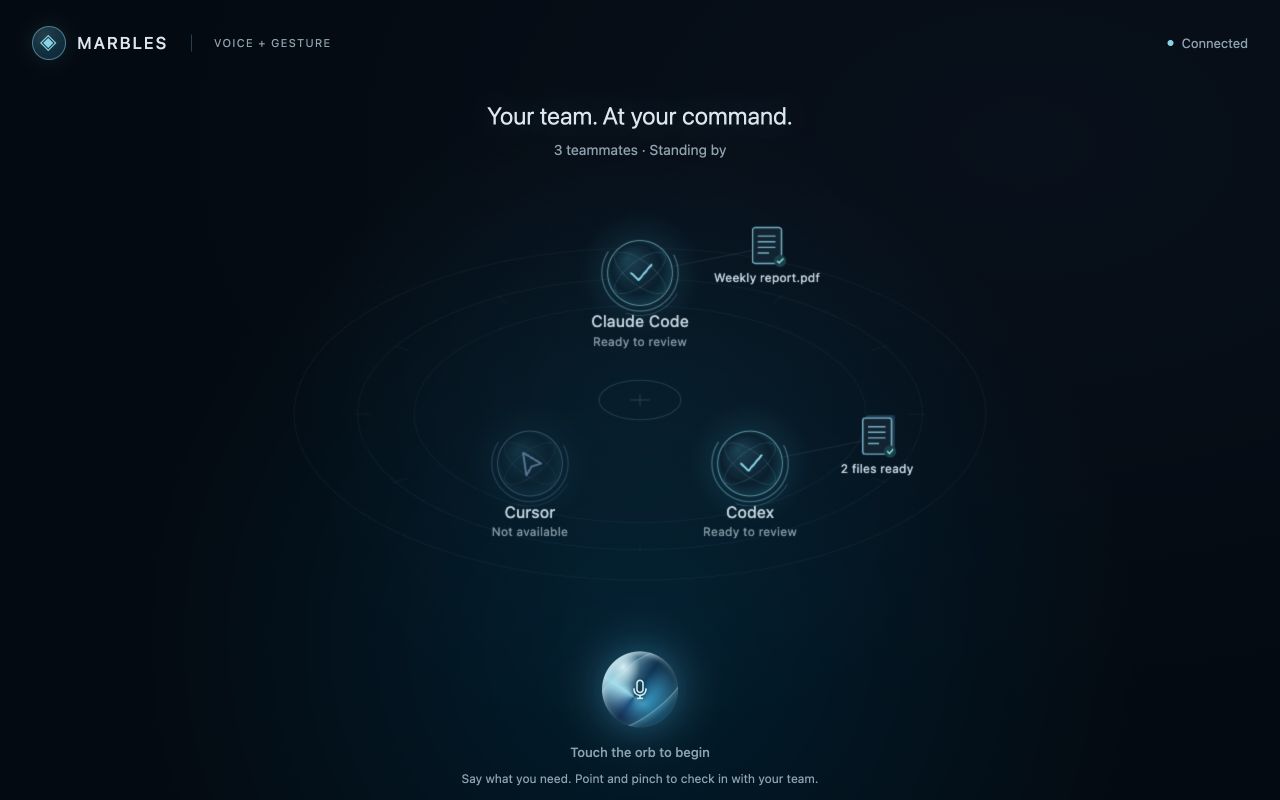 MARBLES
VOICE + GESTURE
Connected
Your team. At your command.
3 teammates · Standing by
Weekly report.pdf
Claude Code
Ready to review
2 files ready
Cursor
Not available
Codex
Ready to review
Touch the orb to begin
Say what you need. Point and pinch to check in with your team.